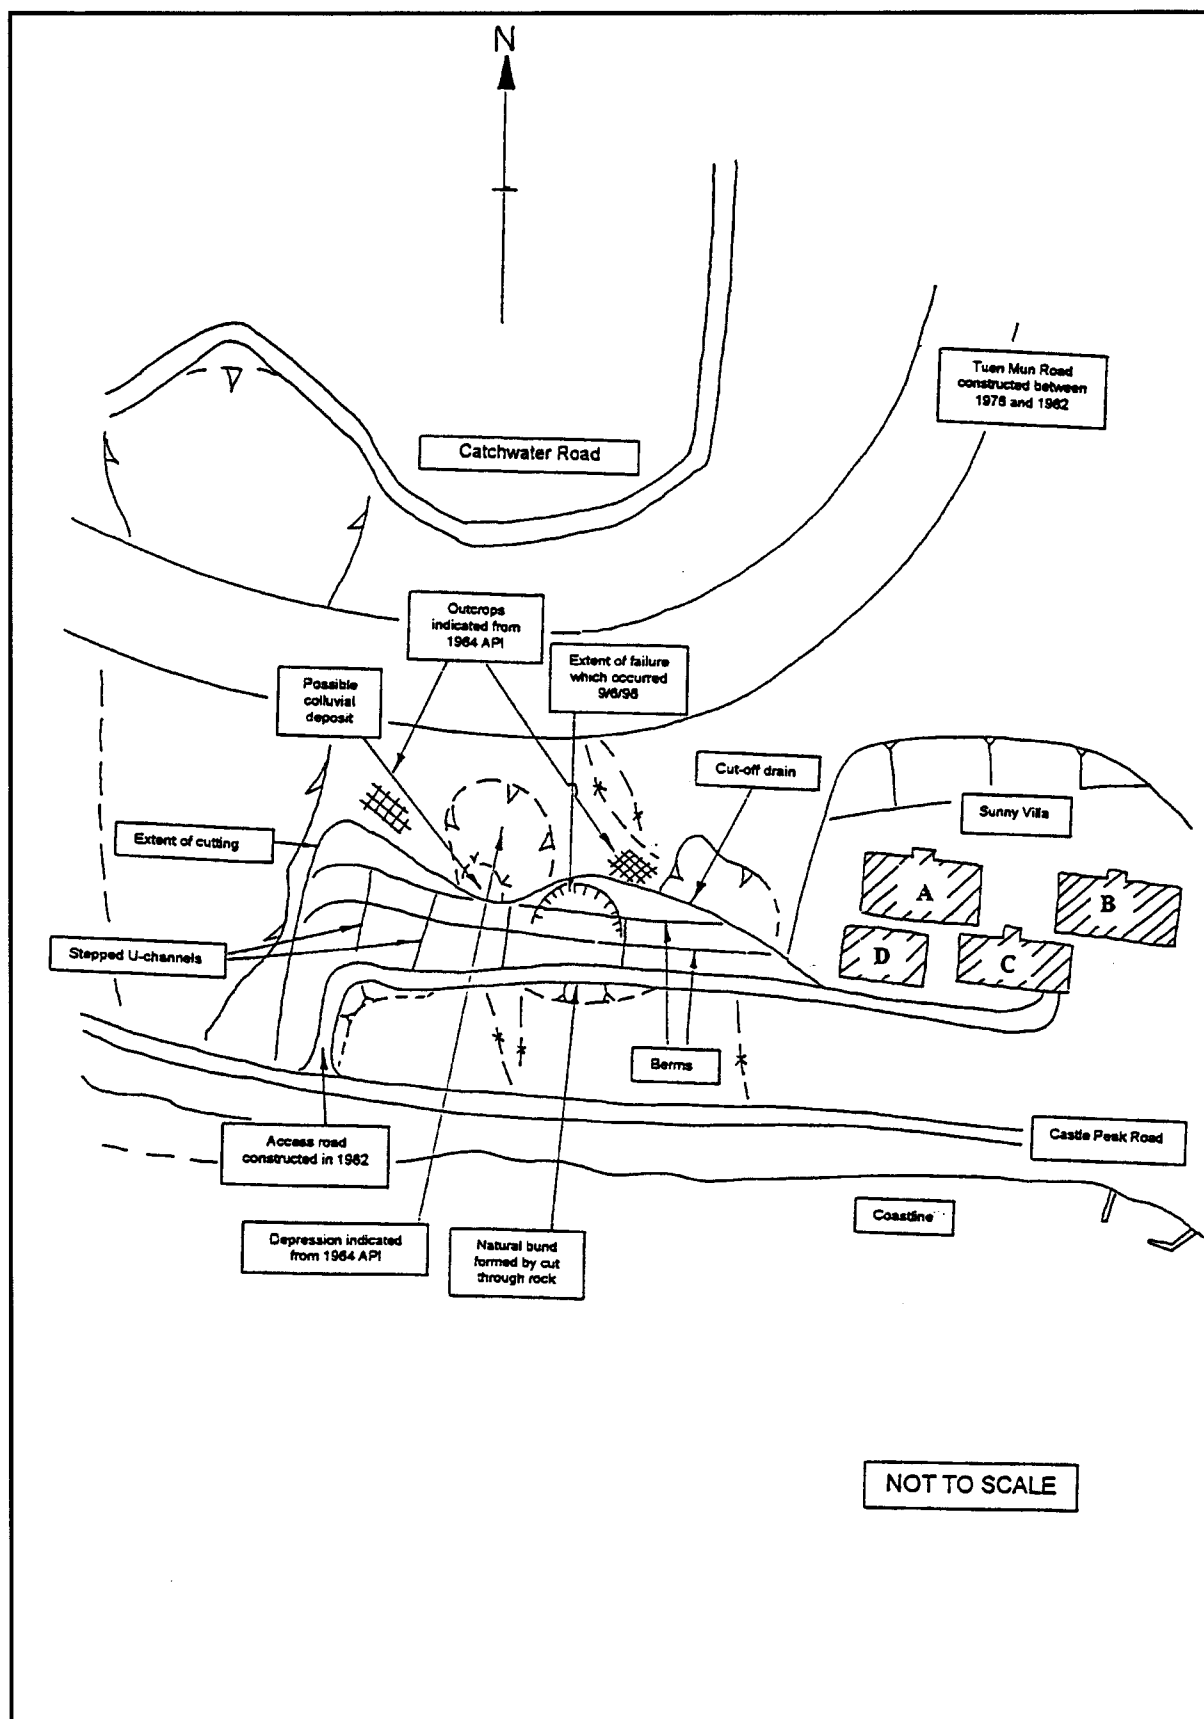 N
Tuen Mun Road
constructed between
1976 and 1982
Catchwater Road
Outcrops
indicated from
1964 API
Extent of failure
which occurred
9/6/98
Possible
colluvial
deposit
Cut-off drain
Sunny Villa
Extent of cutting
A
B
Stepped U-channels
D
C
Berms
Access road
constructed in 1982
Castle Peak Road
Coastline
Depression indicated
from 1964 API
Natural bund
formed by cut
through rock
NOT TO SCALE